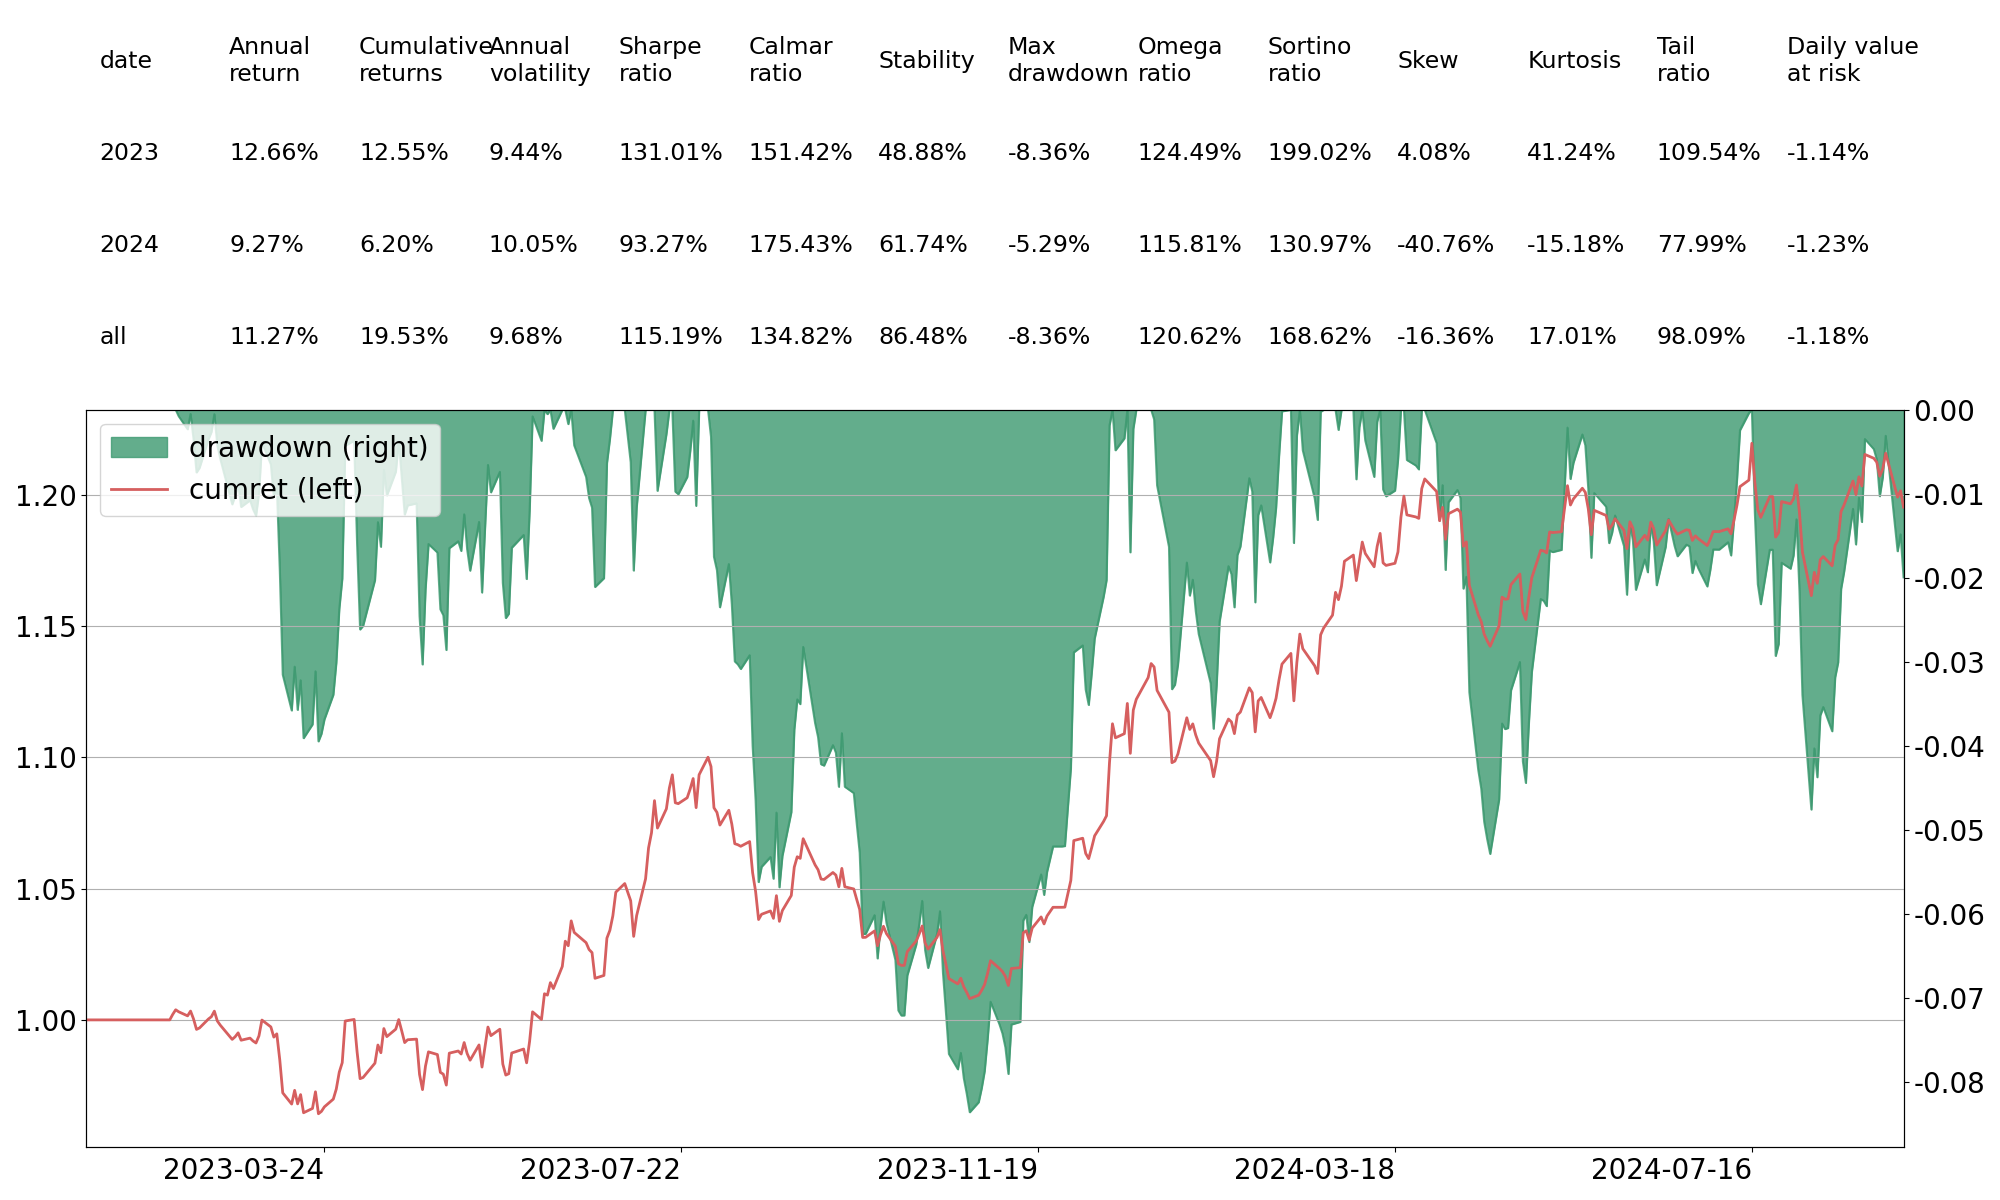 date Annual return Cumulative returns Annual volatility Sharpe ratio Calmar ratio Stability Max drawdown Omega ratio Sortino ratio Skew Kurtosis Tail ratio Daily value at risk
2023 12.66% 12.55% 9.44% 131.01% 151.42% 48.88% -8.36% 124.49% 199.02% 4.08% 41.24% 109.54% -1.14%
2024 9.27% 6.20% 10.05% 93.27% 175.43% 61.74% -5.29% 115.81% 130.97% -40.76% -15.18% 77.99% -1.23%
all 11.27% 19.53% 9.68% 115.19% 134.82% 86.48% -8.36% 120.62% 168.62% -16.36% 17.01% 98.09% -1.18%
drawdown (right)
cumret (left)
1.20
1.15
1.10
1.05
1.00
0.00
-0.01
-0.02
-0.03
-0.04
-0.05
-0.06
-0.07
-0.08
2023-03-24 2023-07-22 2023-11-19 2024-03-18 2024-07-16